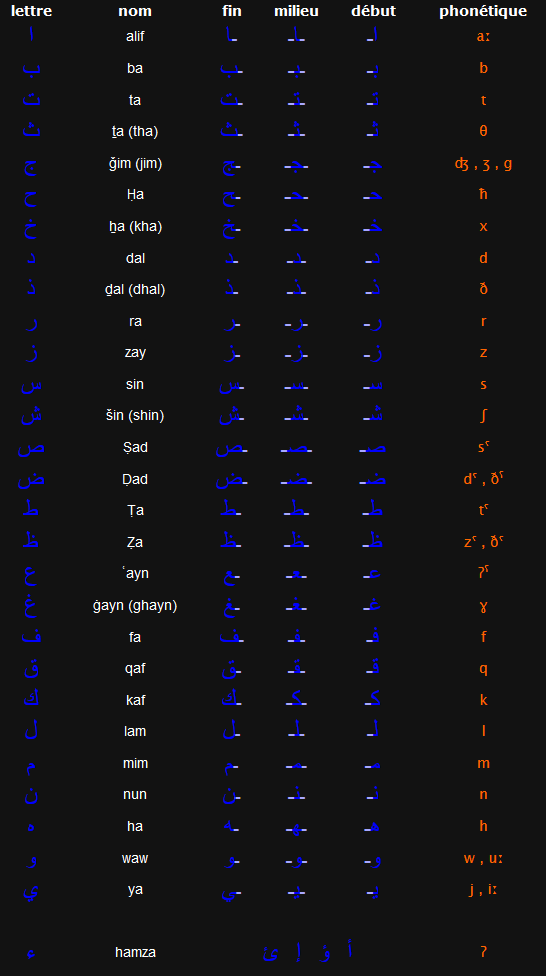 lettre nom fin milieu début phonétique
ا alif ـا ـاـ اـ aː
ب ba ـب ـبـ بـ b
ت ta ـت ـتـ تـ t
ث ṯa (tha) ـث ـثـ ثـ θ
ج ǧim (jim) ـج ـجـ جـ ʤ , ʒ , g
ح Ḥa ـح ـحـ حـ ħ
خ ẖa (kha) ـخ ـخـ خـ x
د dal ـد ـدـ دـ d
ذ ḏal (dhal) ـذ ـذـ ذـ ð
ر ra ـر ـرـ رـ r
ز zay ـز ـزـ زـ z
س sin ـس ـسـ سـ s
ش šin (shin) ـش ـشـ شـ ʃ
ص Ṣad ـص ـصـ صـ sˤ
ض Ḍad ـض ـضـ ضـ dˤ , ðˤ
ط Ṭa ـط ـطـ طـ tˤ
ظ Ẓa ـظ ـظـ ظـ zˤ , ðˤ
ع ʿayn ـع ـعـ عـ ʔˤ
غ ġayn (ghayn) ـغ ـغـ غـ ɣ
ف fa ـف ـفـ فـ f
ق qaf ـق ـقـ قـ q
ك kaf ـك ـكـ كـ k
ل lam ـل ـلـ لـ l
م mim ـم ـمـ مـ m
ن nun ـن ـنـ نـ n
ه ha ـه ـهـ هـ h
و waw ـو ـوـ وـ w , uː
ي ya ـي ـيـ يـ j , iː
hamza ʔ